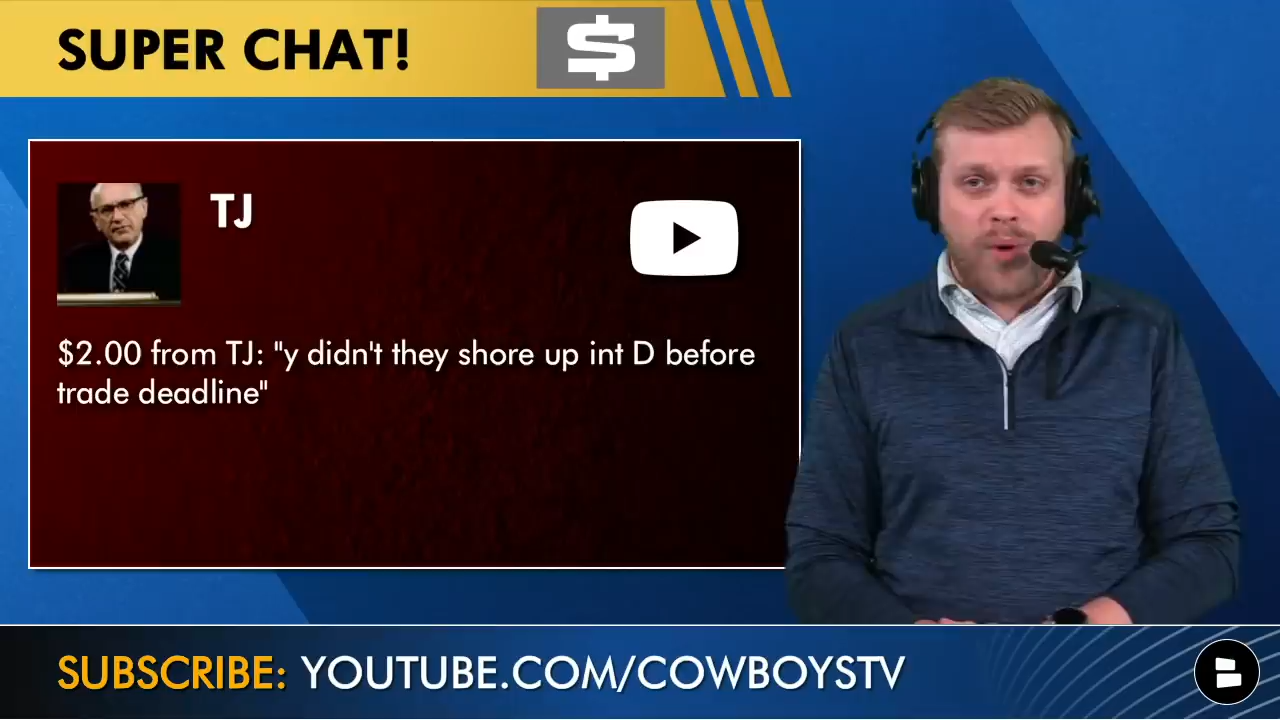 SUPER CHAT!
$
TJ
$2.00 from TJ: "y didn't they shore up int D before
trade deadline"
SUBSCRIBE: YOUTUBE.COM/COWBOYSTV